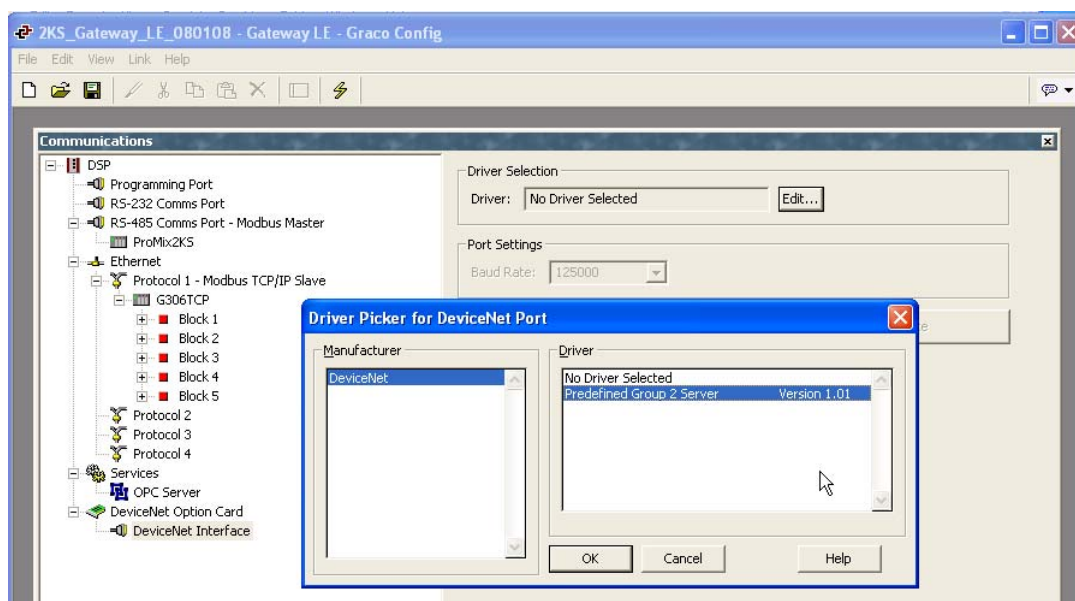 2KS_Gateway_LE_080108 - Gateway LE - Graco Config
File Edit View Link Help
Communications
DSP
Programming Port
RS-232 Comms Port
RS-485 Comms Port - Modbus Master
ProMix2KS
Ethernet
Protocol 1 - Modbus TCP/IP Slave
G306TCP
Block 1
Block 2
Block 3
Block 4
Block 5
Protocol 2
Protocol 3
Protocol 4
Services
OPC Server
DeviceNet Option Card
DeviceNet Interface
Driver Selection
Driver: No Driver Selected Edit...
Port Settings
Baud Rate: 125000
Driver Picker for DeviceNet Port
Manufacturer
DeviceNet
Driver
No Driver Selected
Predefined Group 2 Server Version 1.01
OK Cancel Help